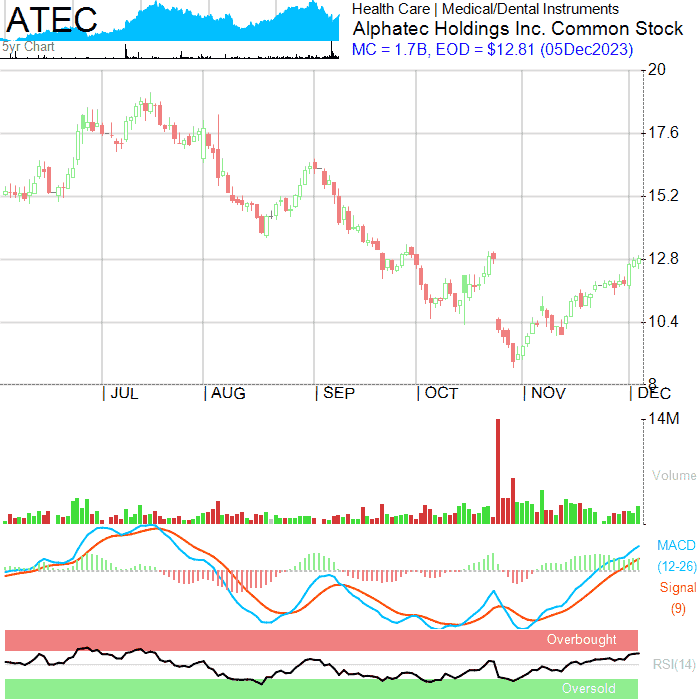 ATEC
Health Care | Medical/Dental Instruments
Alphatec Holdings Inc. Common Stock
MC = 1.7B, EOD = $12.81 (05Dec2023)
5yr Chart
20
17.6
15.2
12.8
10.4
8
| JUL | AUG | SEP | OCT | NOV | DEC
14M
Volume
MACD
(12-26)
Signal
(9)
Overbought
RSI(14)
Oversold